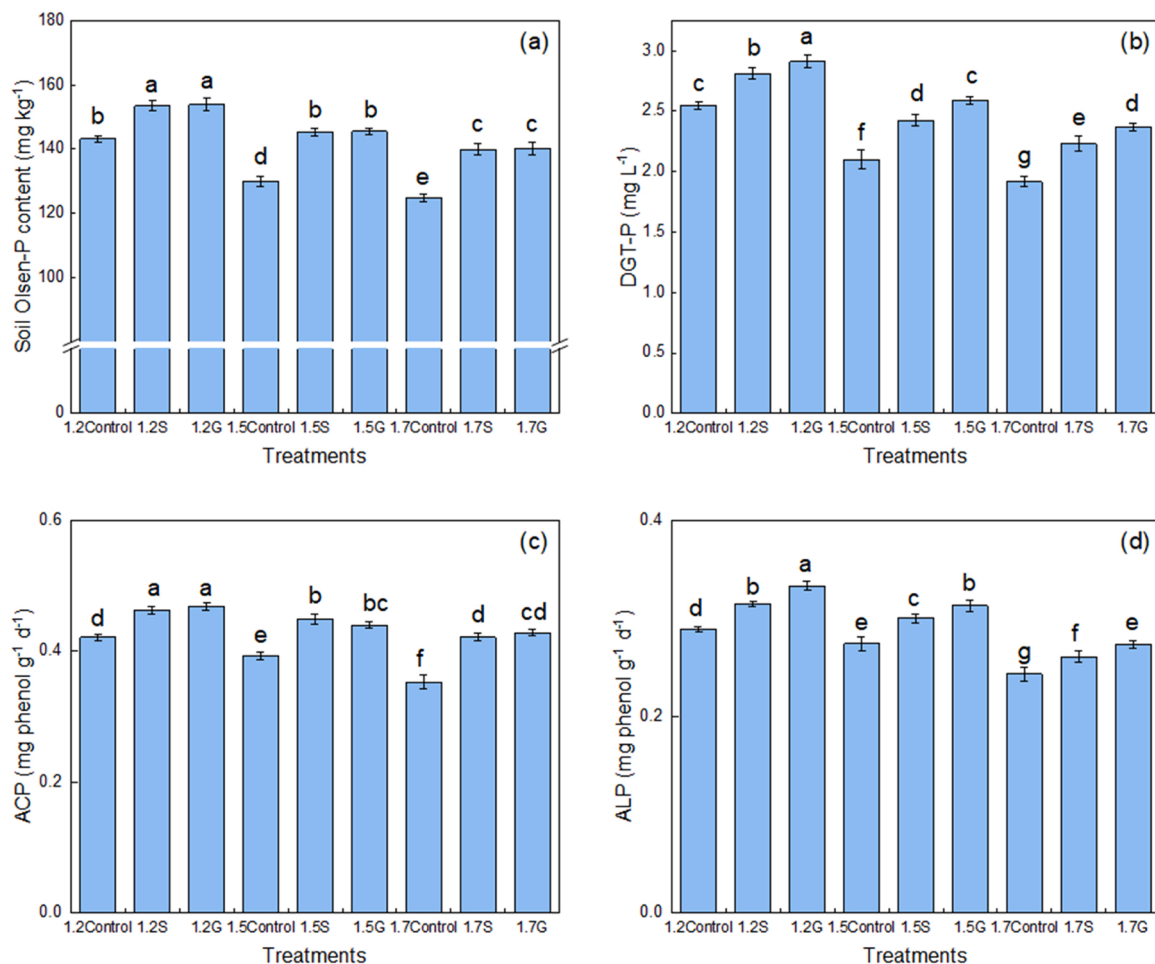 (a)
Soil Olsen-P content (mg kg⁻¹)
180
160
140
120
100
0
b a a d b b e c c
1.2Control 1.2S 1.2G 1.5Control 1.5S 1.5G 1.7Control 1.7S 1.7G
Treatments
(b)
DGT-P (mg L⁻¹)
3.0
2.5
2.0
1.5
1.0
0.5
0.0
c b a f d c g e d
1.2Control 1.2S 1.2G 1.5Control 1.5S 1.5G 1.7Control 1.7S 1.7G
Treatments
(c)
ACP (mg phenol g⁻¹ d⁻¹)
0.6
0.4
0.2
0.0
d a a e b bc f d cd
1.2Control 1.2S 1.2G 1.5Control 1.5S 1.5G 1.7Control 1.7S 1.7G
Treatments
(d)
ALP (mg phenol g⁻¹ d⁻¹)
0.4
0.2
0.0
d b a e c b g f e
1.2Control 1.2S 1.2G 1.5Control 1.5S 1.5G 1.7Control 1.7S 1.7G
Treatments